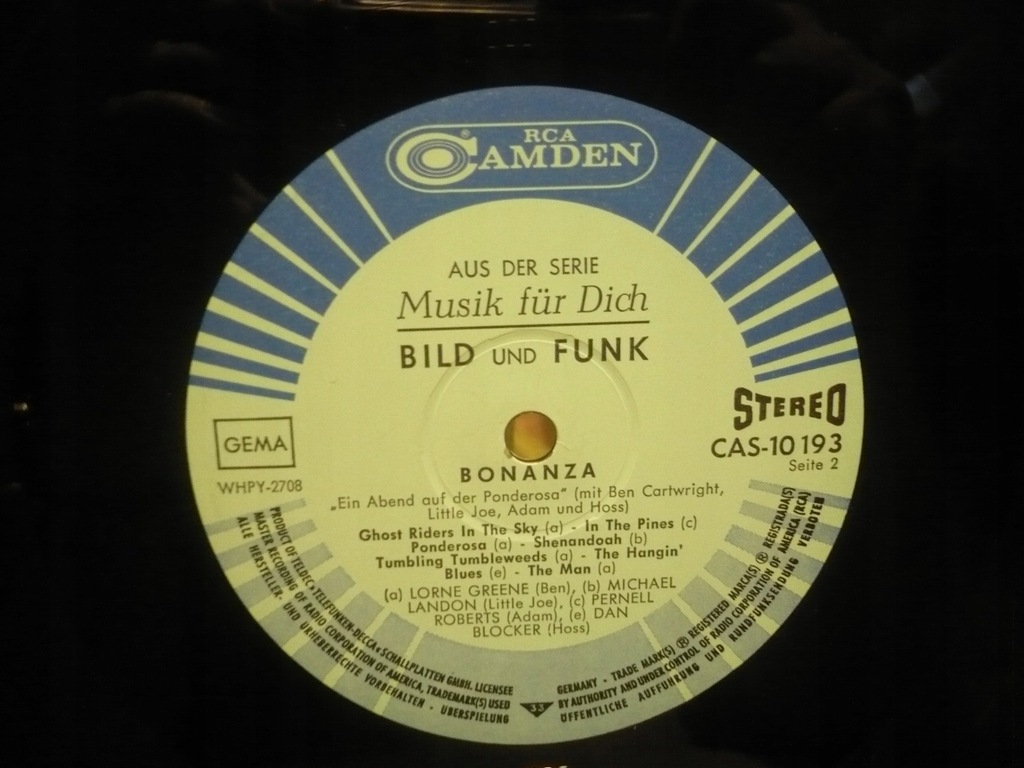 RCA
CAMDEN
®
AUS DER SERIE
Musik für Dich
BILD UND FUNK
STEREO
CAS-10 193
Seite 2
GEMA
WHPY-2708
BONANZA
„Ein Abend auf der Ponderosa“ (mit Ben Cartwright,
Little Joe, Adam und Hoss)
Ghost Riders In The Sky (a) - In The Pines (c)
Ponderosa (a) - Shenandoah (b)
Tumbling Tumbleweeds (a) - The Hangin'
Blues (e) - The Man (a)
(a) LORNE GREENE (Ben), (b) MICHAEL
LANDON (Little Joe), (c) PERNELL
ROBERTS (Adam), (e) DAN
BLOCKER (Hoss)
PRODUCT OF TELDEC »TELEFUNKEN-DECCA« SCHALLPLATTEN GMBH. LICENSEE
MASTER RECORDING OF RADIO CORPORATION OF AMERICA, TRADEMARK(S) USED
ALLE HERSTELLER- UND URHEBERRECHTE VORBEHALTEN · UBERSPIELUNG
33
GERMANY - TRADE MARK(S) ® REGISTERED MARCA(S) ® REGISTRADA(S)
BY AUTHORITY AND UNDER CONTROL OF RADIO CORPORATION OF AMERICA (RCA)
ÖFFENTLICHE AUFFÜHRUNG UND RUNDFUNKSENDUNG VERBOTEN